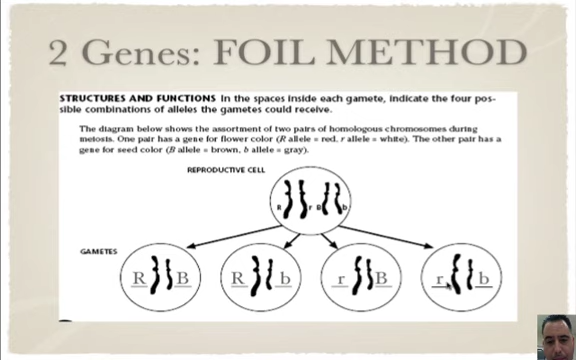 2 Genes: FOIL METHOD
STRUCTURES AND FUNCTIONS In the spaces inside each gamete, indicate the four pos-
sible combinations of alleles the gametes could receive.
The diagram below shows the assortment of two pairs of homologous chromosomes during
meiosis. One pair has a gene for flower color (R allele = red, r allele = white). The other pair has a
gene for seed color (B allele = brown, b allele = gray).
REPRODUCTIVE CELL
R r B b
GAMETES
R B R b r B r b